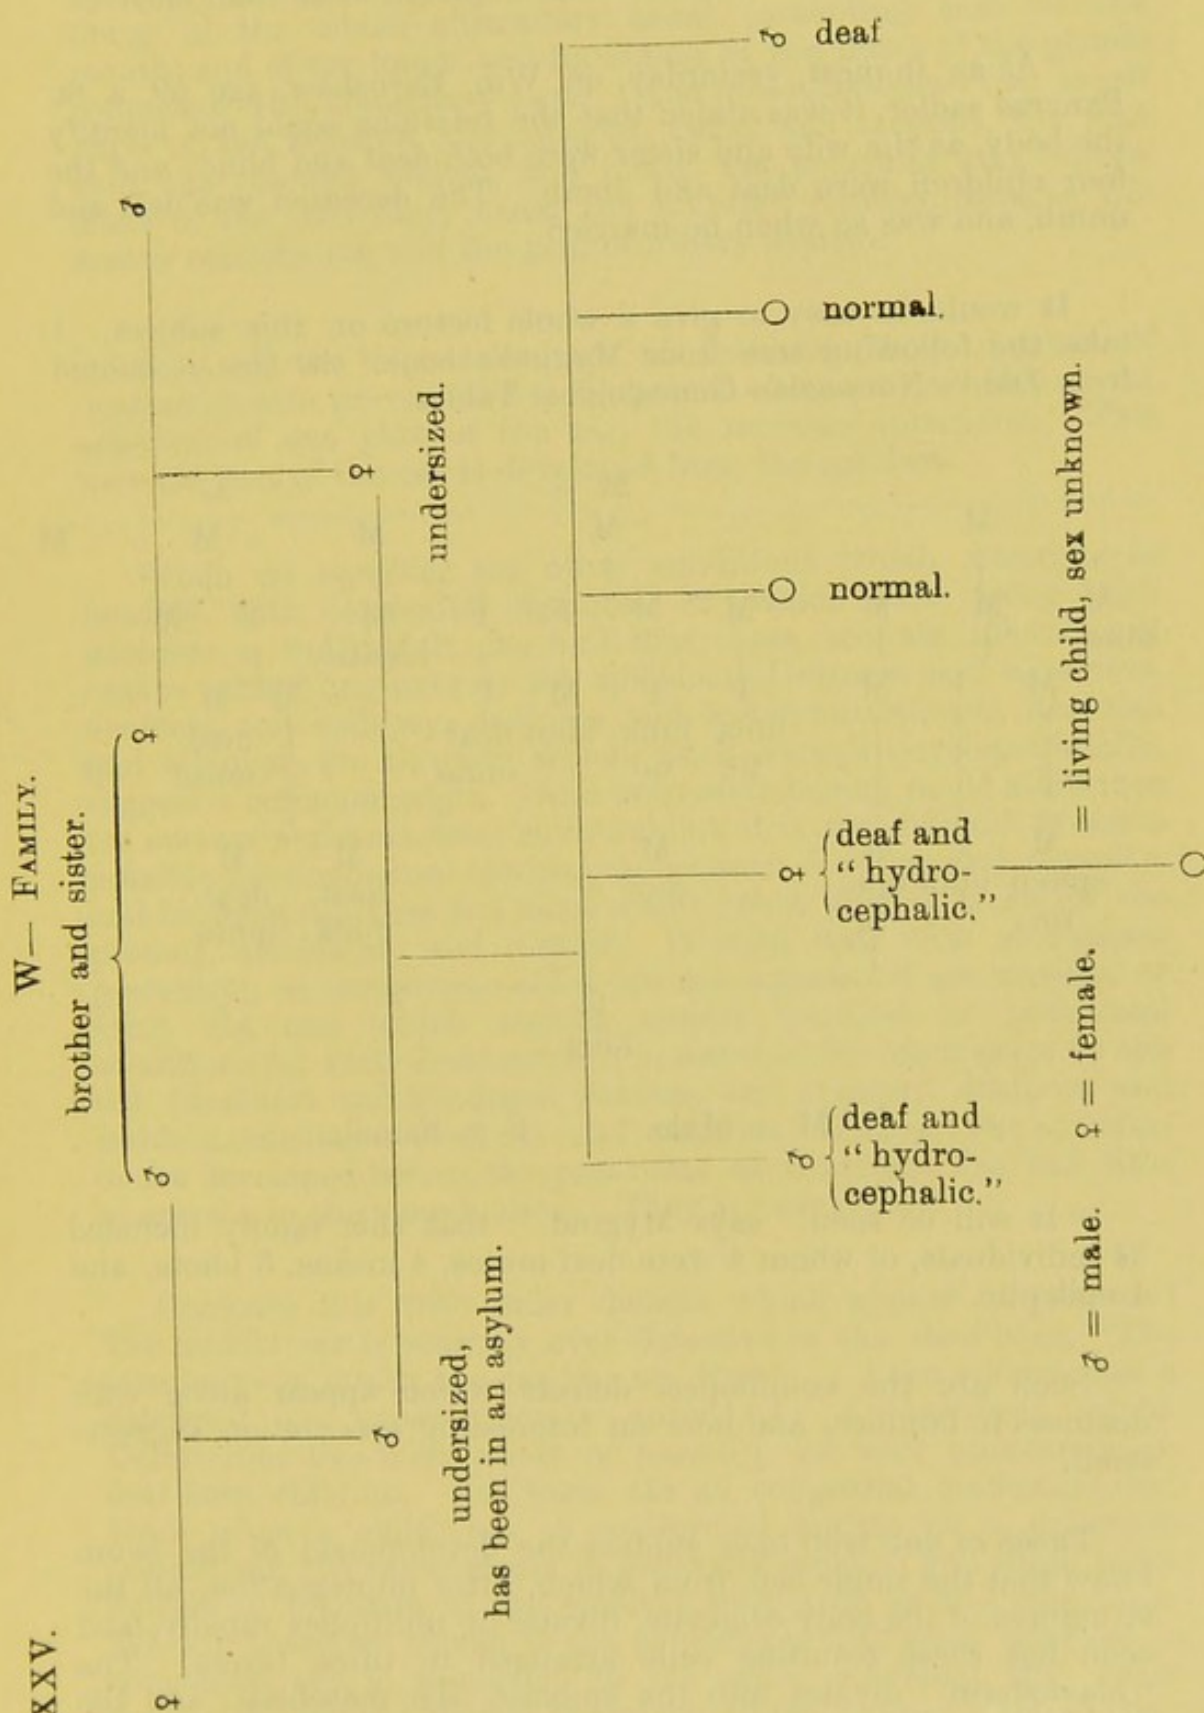 XXV.
W— FAMILY.
brother and sister.
♀
♂
♀
♂
♂
♀
undersized,
has been in an asylum.
undersized.
♂
deaf and
“ hydro-
cephalic.”
♀
deaf and
“ hydro-
cephalic.”
○ normal.
○ normal.
♂ deaf
○
♂ = male. ♀ = female. = living child, sex unknown.